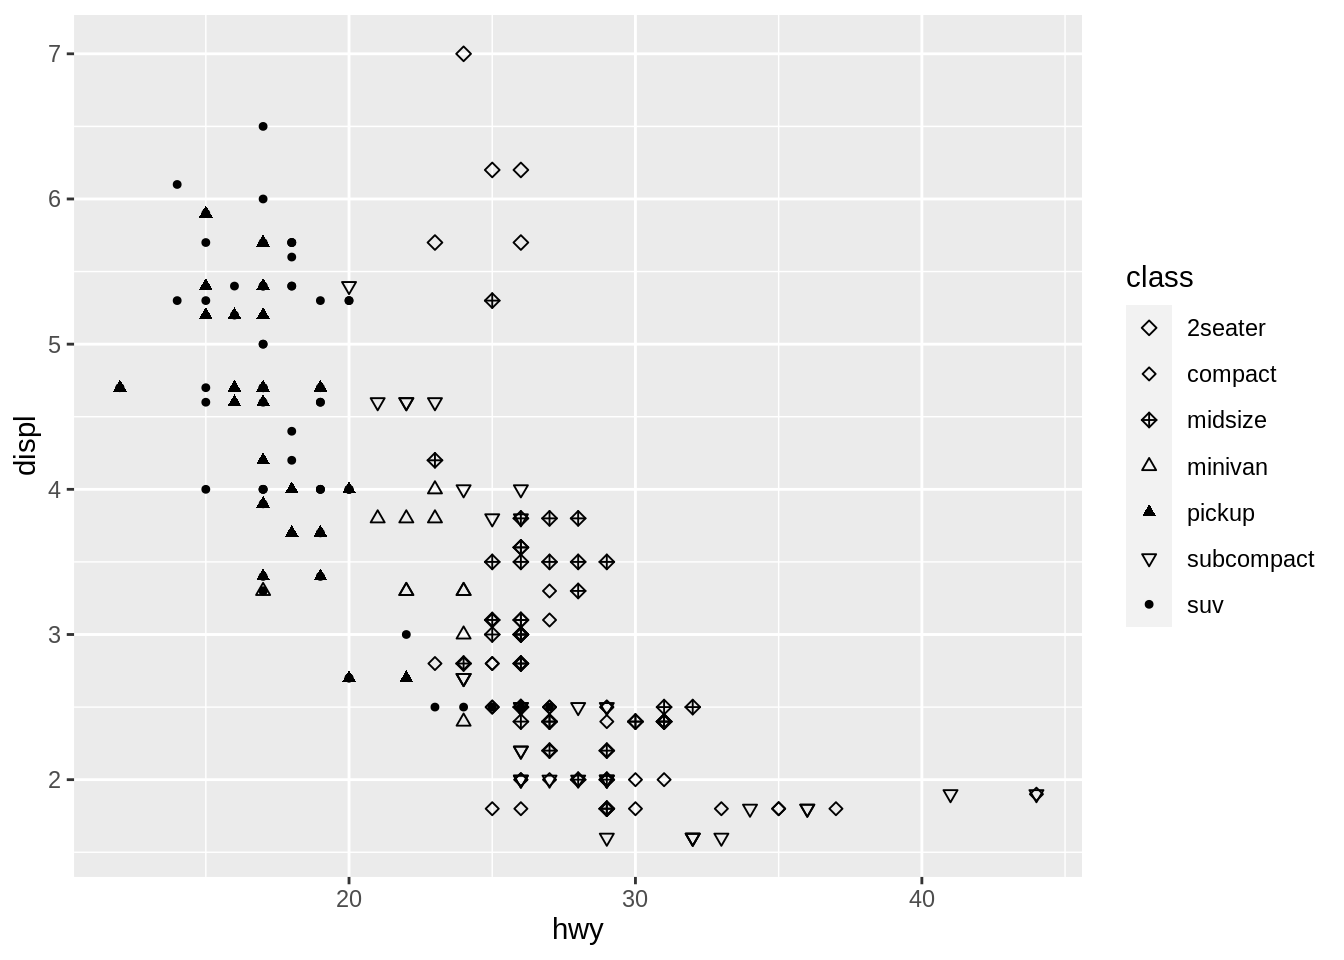 7
6
5
4
3
2
displ
20
30
40
hwy
class
2seater
compact
midsize
minivan
pickup
subcompact
suv